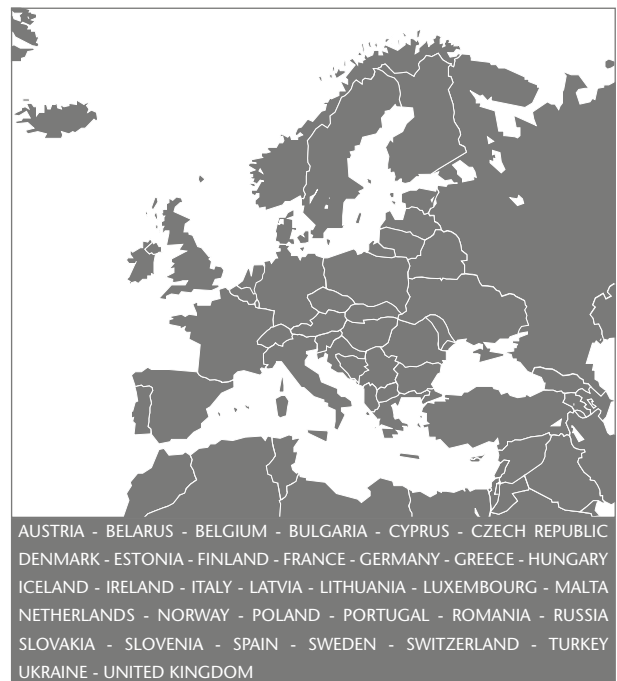 AUSTRIA - BELARUS - BELGIUM - BULGARIA - CYPRUS - CZECH REPUBLIC
DENMARK - ESTONIA - FINLAND - FRANCE - GERMANY - GREECE - HUNGARY
ICELAND - IRELAND - ITALY - LATVIA - LITHUANIA - LUXEMBOURG - MALTA
NETHERLANDS - NORWAY - POLAND - PORTUGAL - ROMANIA - RUSSIA
SLOVAKIA - SLOVENIA - SPAIN - SWEDEN - SWITZERLAND - TURKEY
UKRAINE - UNITED KINGDOM